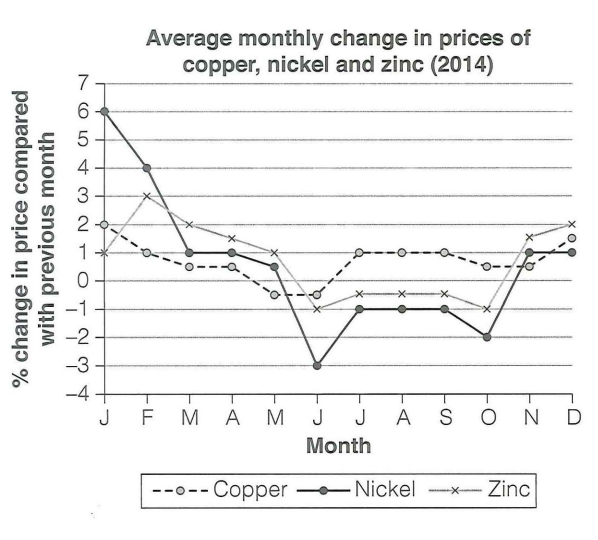 Average monthly change in prices of
copper, nickel and zinc (2014)
% change in price compared
with previous month
7
6
5
4
3
2
1
0
−1
−2
−3
−4
J F M A M J J A S O N D
Month
Copper Nickel Zinc